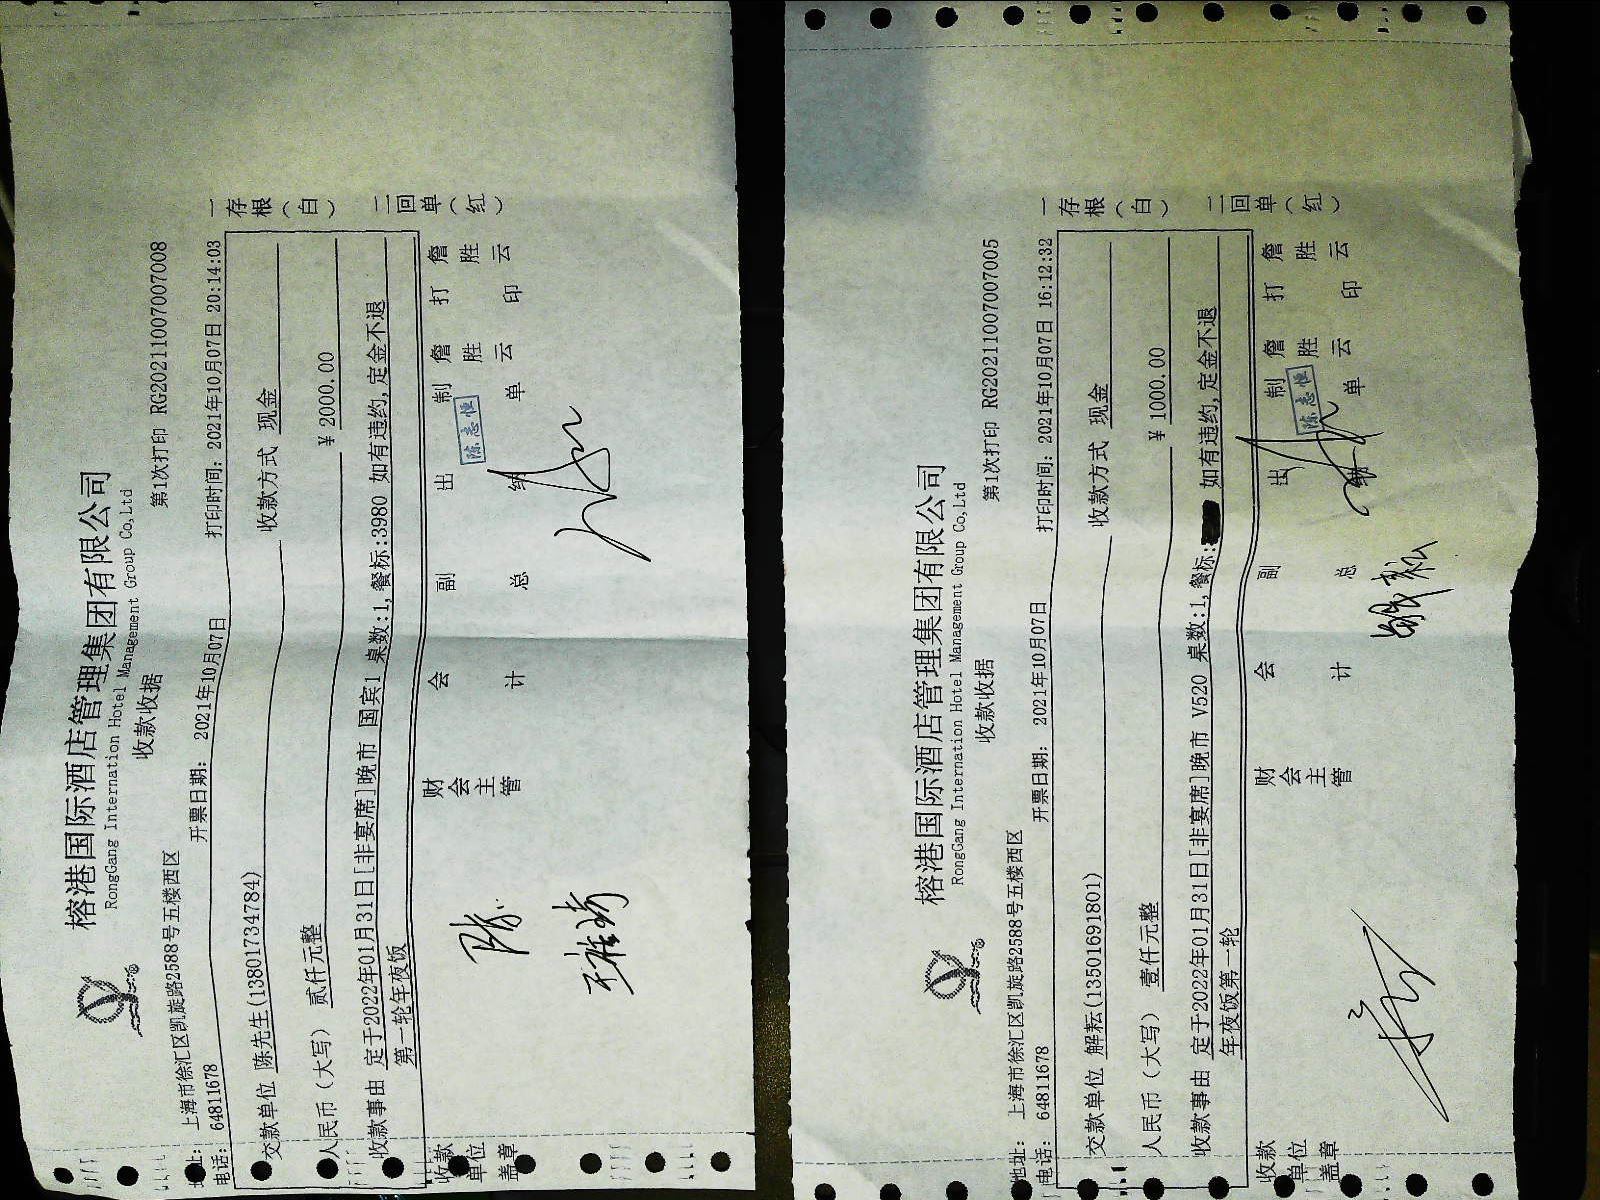 榕港国际酒店管理集团有限公司
RongGang Internation Hotel Management Group Co,Ltd
收款收据
第1次打印 RG20211007007008
地址: 上海市徐汇区凯旋路2588号五楼西区
电话: 64811678
开票日期: 2021年10月07日
打印时间: 2021年10月07日 20:14:03
交款单位 陈先生(13801734784)
收款方式 现金
人民币（大写） 贰仟元整
¥ 2000.00
收款事由 定于2022年01月31日[非宴席]晚市 国宾1 桌数:1,餐标:3980 如有违约,定金不退
第一轮年夜饭
收款单位盖章
财会主管
会计
副总
出纳
陈志恒
制单
詹胜云
打印
詹胜云
一存根（白）
二回单（红）
榕港国际酒店管理集团有限公司
RongGang Internation Hotel Management Group Co,Ltd
收款收据
第1次打印 RG20211007007005
地址: 上海市徐汇区凯旋路2588号五楼西区
电话: 64811678
开票日期: 2021年10月07日
打印时间: 2021年10月07日 16:12:32
交款单位 解耘(13501691801)
收款方式 现金
人民币（大写） 壹仟元整
¥ 1000.00
收款事由 定于2022年01月31日[非宴席]晚市 V520 桌数:1,餐标: 如有违约,定金不退
年夜饭第一轮
收款单位盖章
财会主管
会计
副总
出纳
陈志恒
制单
詹胜云
打印
詹胜云
一存根（白）
二回单（红）